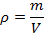 ρ = m/V